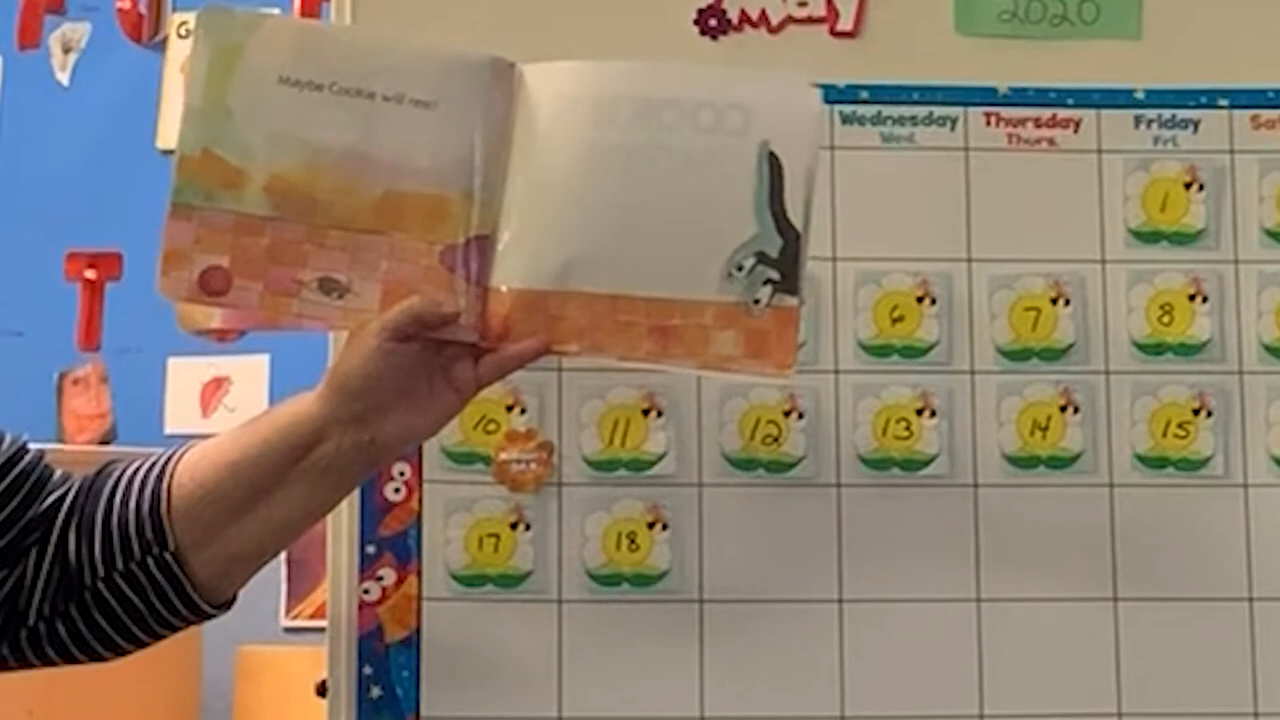 2020
Maybe Cookie will rest!
Wednesday Thursday Friday
Wed. Thurs. Fri.
1
6 7 8
10 11 12 13 14 15
17 18
T